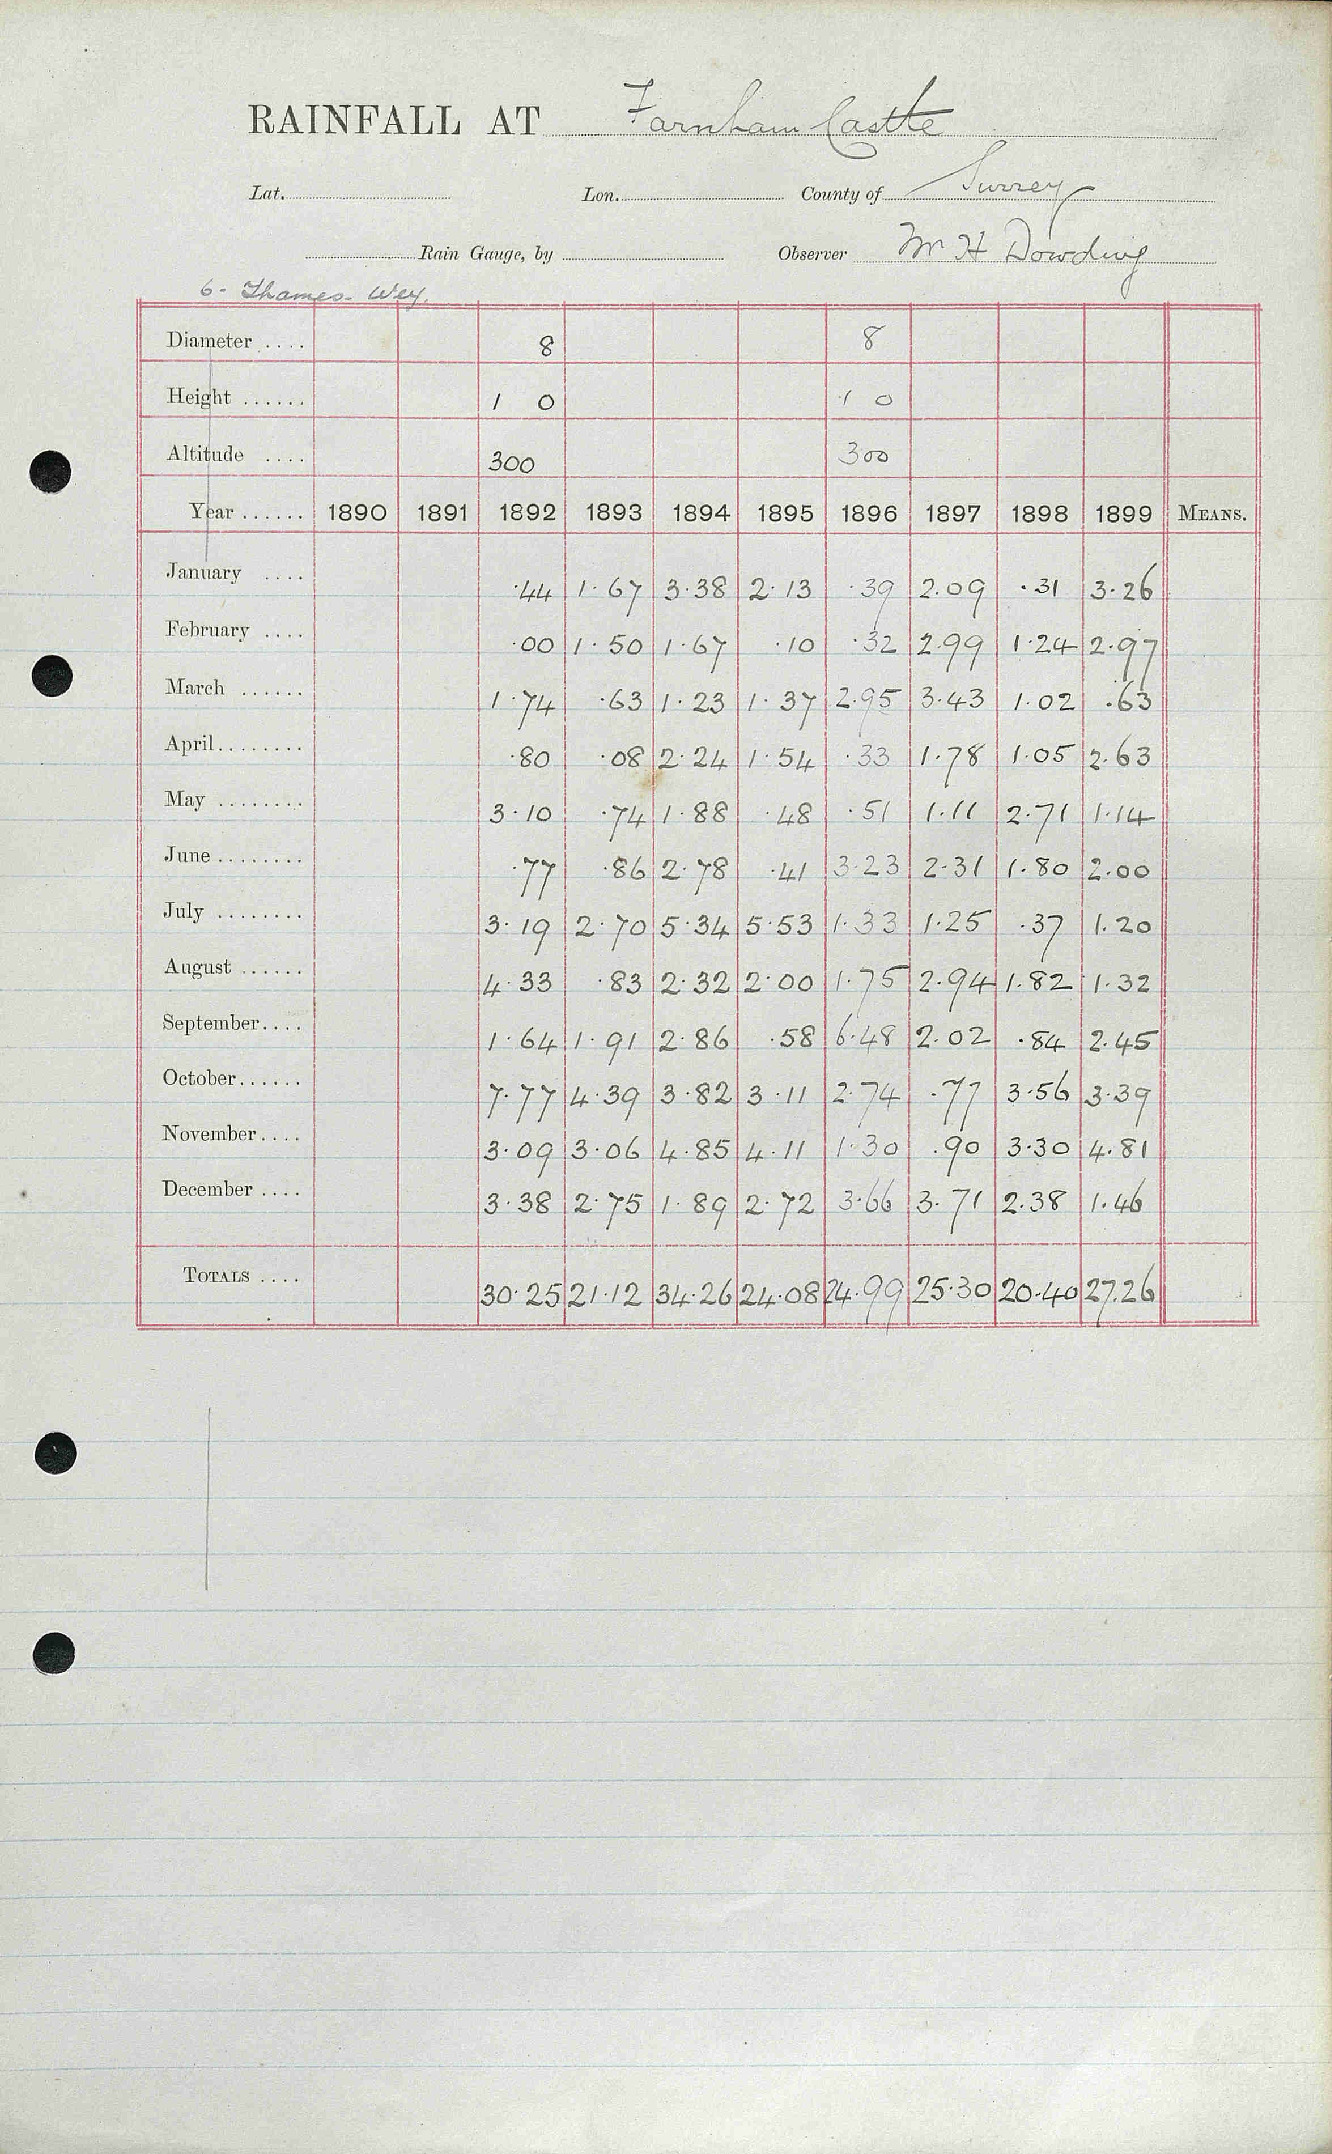 RAINFALL AT Farnham Castle
Lat. Lon. County of Surrey
Rain Gauge, by Observer Mr H Dowding
6 - Thames - Wey.
Diameter .... 8 8
Height ...... 1 0 1 0
Altitude .... 300 300
Year ...... 1890 1891 1892 1893 1894 1895 1896 1897 1898 1899 MEANS.
January .... ·44 1·67 3·38 2·13 ·39 2.09 ·31 3·26
February .... ·00 1·50 1·67 ·10 ·32 2.99 1·24 2·97
March ...... 1·74 ·63 1·23 1·37 2·95 3·43 1·02 .63
April........ ·80 ·08 2·24 1·54 ·33 1·78 1·05 2·63
May ........ 3·10 ·74 1·88 ·48 ·51 1·11 2·71 1·14
June ........ ·77 ·86 2·78 ·41 3·23 2·31 1·80 2·00
July ........ 3·19 2·70 5·34 5·53 1·33 1·25 ·37 1·20
August ...... 4·33 ·83 2·32 2·00 1·75 2·94 1·82 1·32
September.... 1·64 1·91 2·86 ·58 6·48 2·02 ·84 2·45
October...... 7·77 4·39 3·82 3·11 2·74 ·77 3·56 3·39
November.... 3·09 3·06 4·85 4·11 1·30 .90 3·30 4·81
December .... 3·38 2·75 1·89 2·72 3·66 3·71 2·38 1·46
TOTALS .... 30·25 21·12 34·26 24·08 24·99 25·30 20·40 27.26